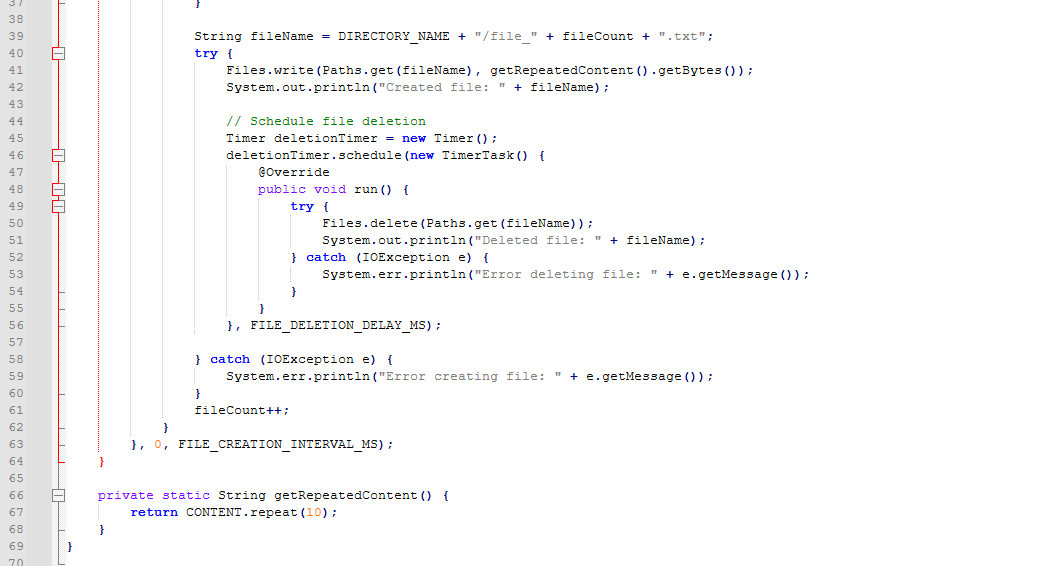 37 }
38
39 String fileName = DIRECTORY_NAME + "/file_" + fileCount + ".txt";
40 try {
41 Files.write(Paths.get(fileName), getRepeatedContent().getBytes());
42 System.out.println("Created file: " + fileName);
43
44 // Schedule file deletion
45 Timer deletionTimer = new Timer();
46 deletionTimer.schedule(new TimerTask() {
47 @Override
48 public void run() {
49 try {
50 Files.delete(Paths.get(fileName));
51 System.out.println("Deleted file: " + fileName);
52 } catch (IOException e) {
53 System.err.println("Error deleting file: " + e.getMessage());
54 }
55 }
56 }, FILE_DELETION_DELAY_MS);
57
58 } catch (IOException e) {
59 System.err.println("Error creating file: " + e.getMessage());
60 }
61 fileCount++;
62 }
63 }, 0, FILE_CREATION_INTERVAL_MS);
64 }
65
66 private static String getRepeatedContent() {
67 return CONTENT.repeat(10);
68 }
69 }
70